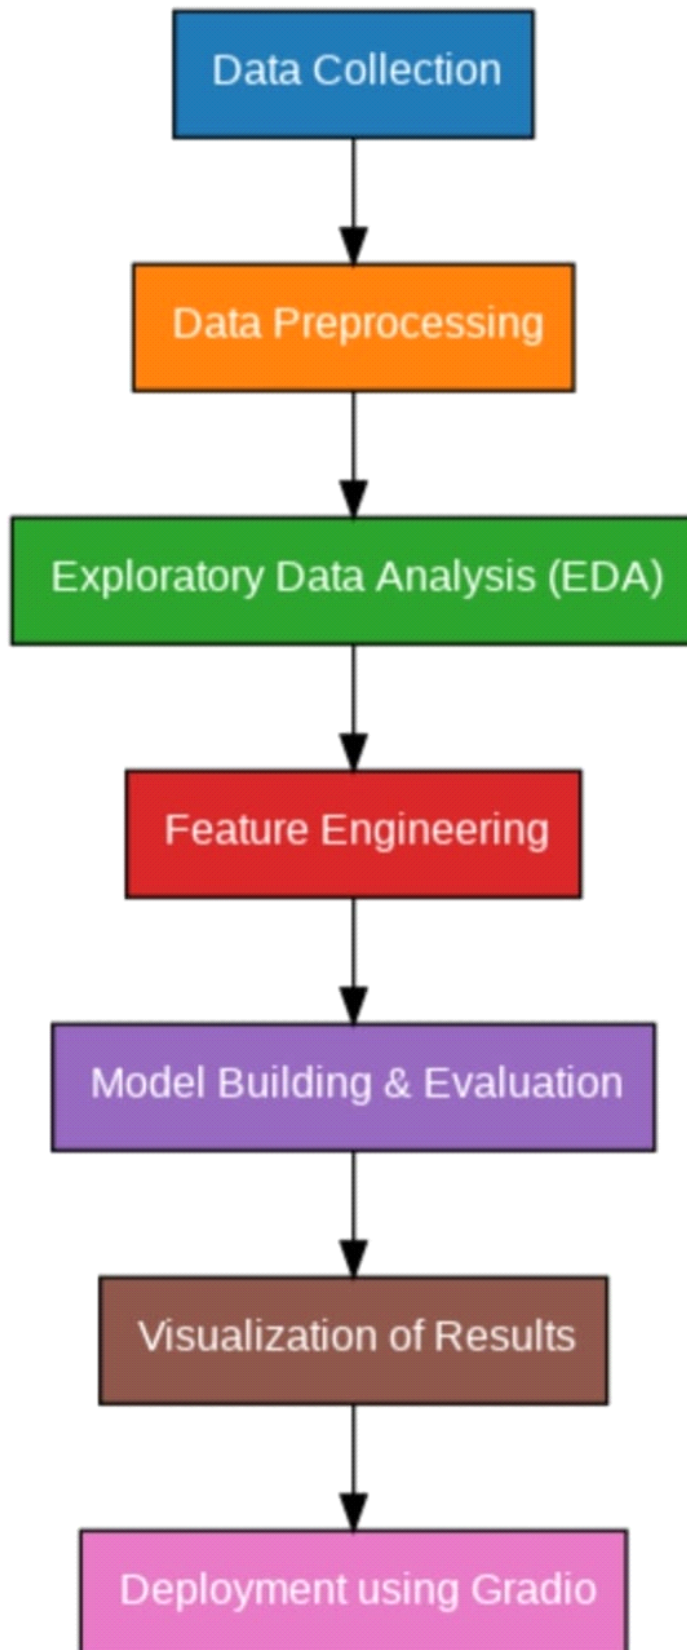 Data Collection
Data Preprocessing
Exploratory Data Analysis (EDA)
Feature Engineering
Model Building & Evaluation
Visualization of Results
Deployment using Gradio